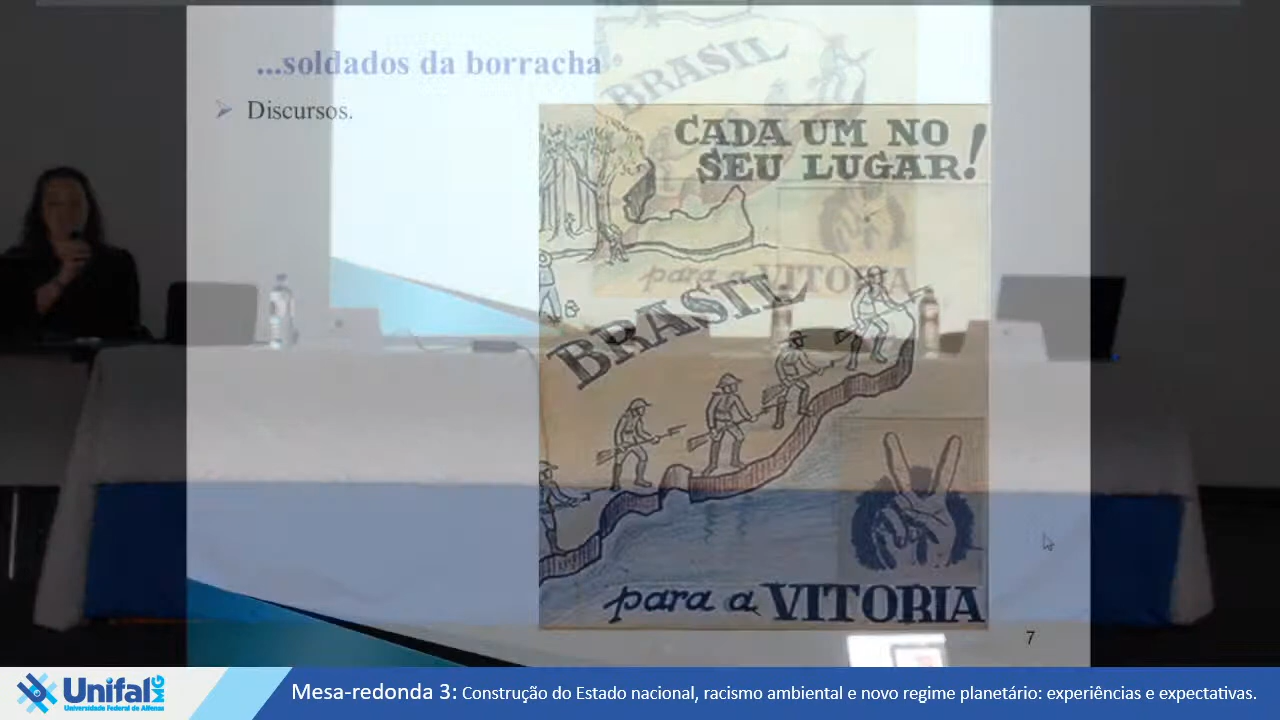 ...soldados da borracha
Discursos.
BRASIL
CADA UM NO
SEU LUGAR!
para a VITORIA
BRASIL
para a VITORIA
7
Unifal MG
Universidade Federal de Alfenas
Mesa-redonda 3: Construção do Estado nacional, racismo ambiental e novo regime planetário: experiências e expectativas.